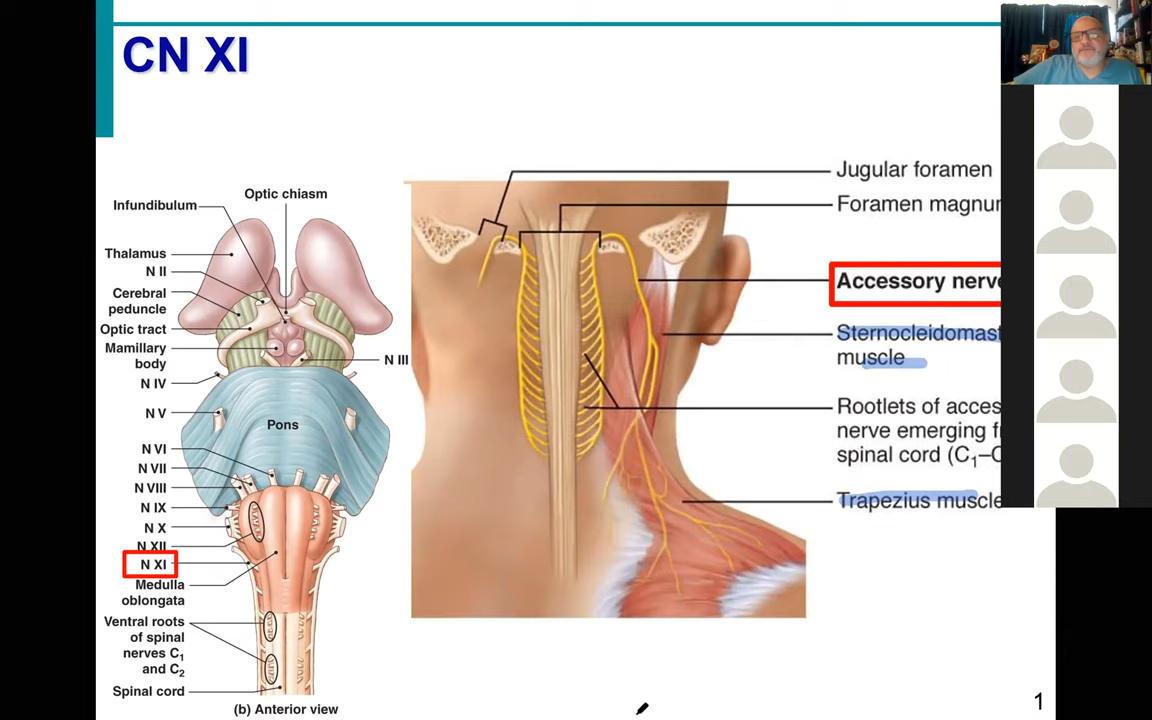 CN XI
Optic chiasm
Infundibulum
Thalamus
N II
Cerebral
peduncle
Optic tract
Mamillary
body
N III
N IV
N V
Pons
N VI
N VII
N VIII
N IX
N X
N XII
N XI
Medulla
oblongata
Ventral roots
of spinal
nerves C1
and C2
Spinal cord
(b) Anterior view
Jugular foramen
Foramen
Accessory
muscle
Rootlets of
nerve emerging
spinal cord (C1–
Trapezius muscle
1